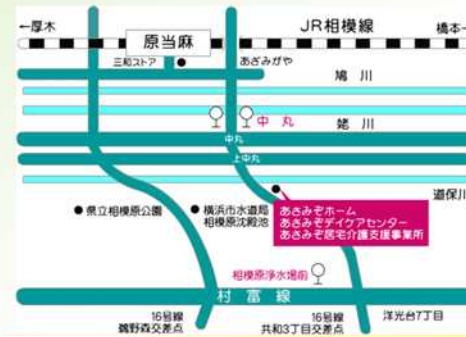 ←厚木
JR相模線
橋本→
原当麻
三和ストア
あざみがや
鳩川
中丸
姥川
中丸
上中丸
道保川
県立相模原公園
横浜市水道局
相模原沈殿池
あさみぞホーム
あさみぞデイケアセンター
あさみぞ居宅介護支援事業所
相模原浄水場前
村富線
16号線
鵜野森交差点
16号線
共和3丁目交差点
洋光台7丁目